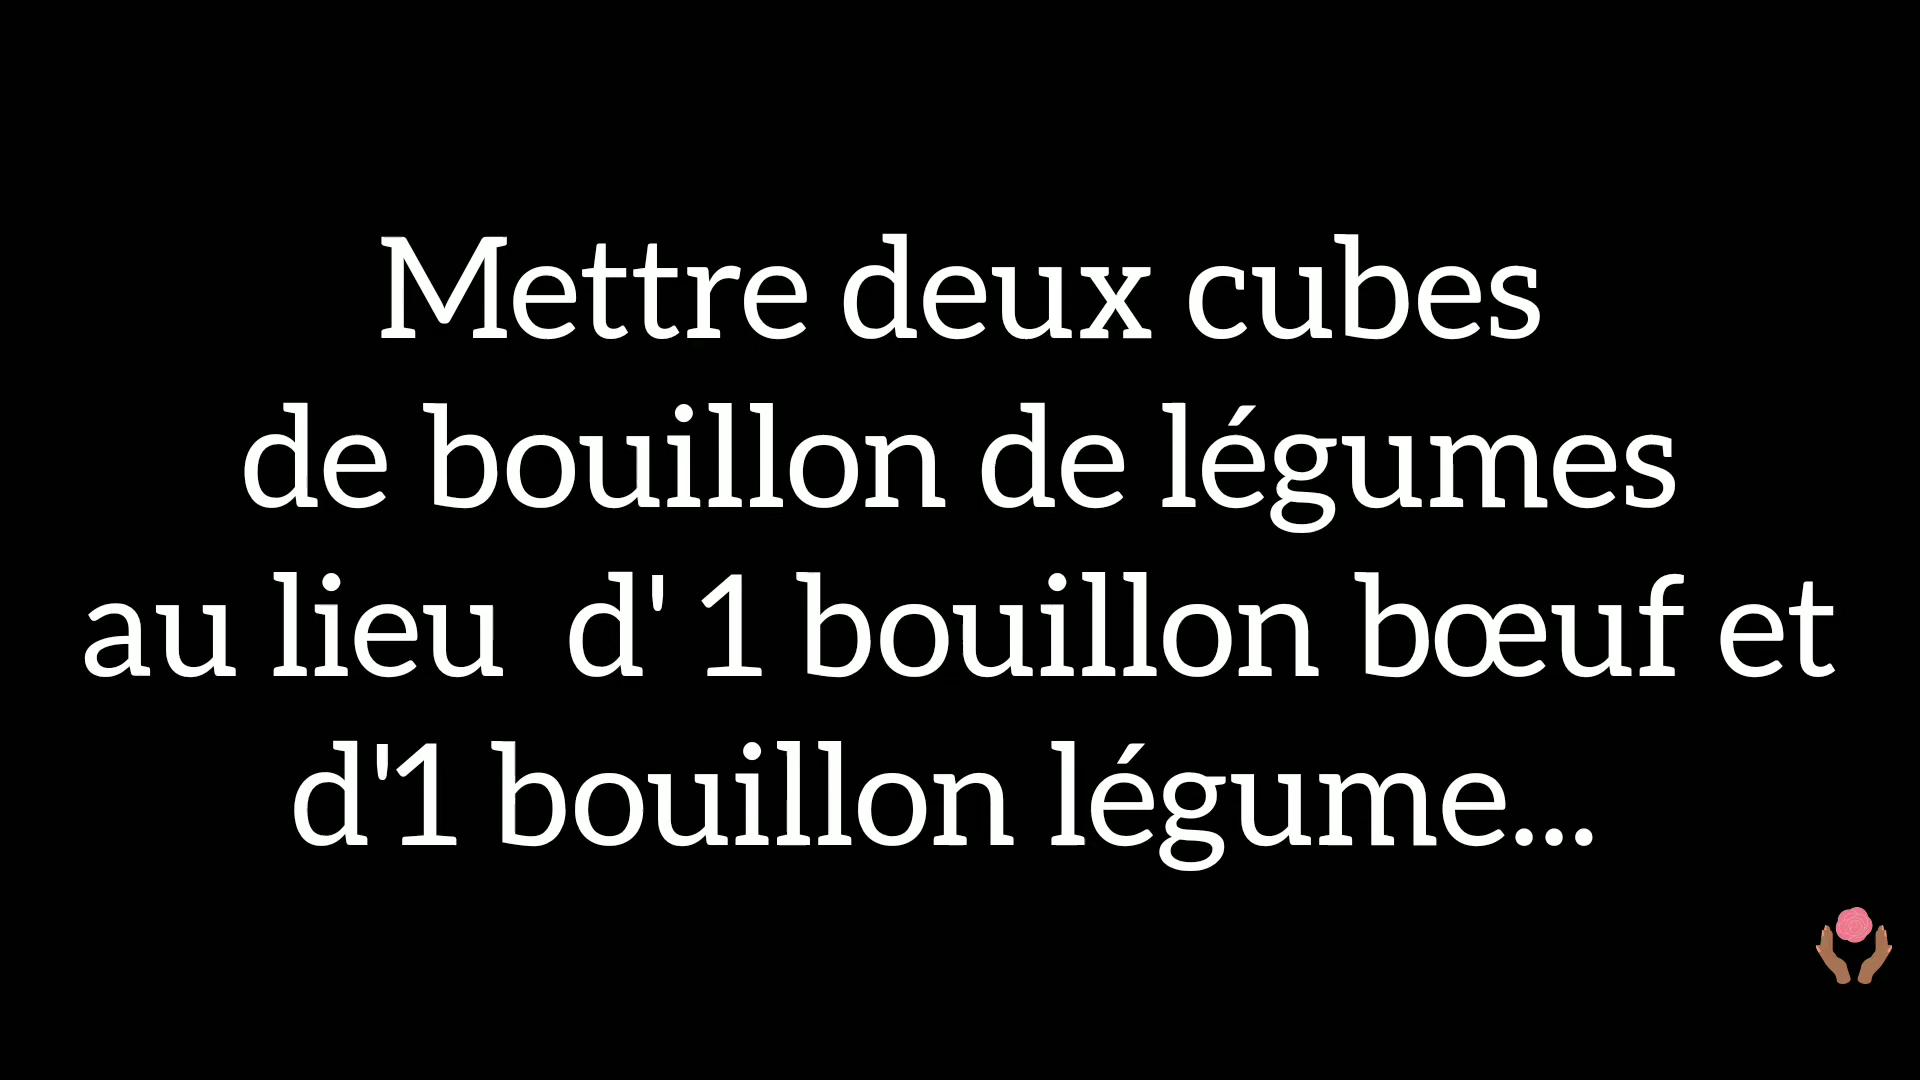 Mettre deux cubes
de bouillon de légumes
au lieu  d' 1 bouillon bœuf et
d'1 bouillon légume...